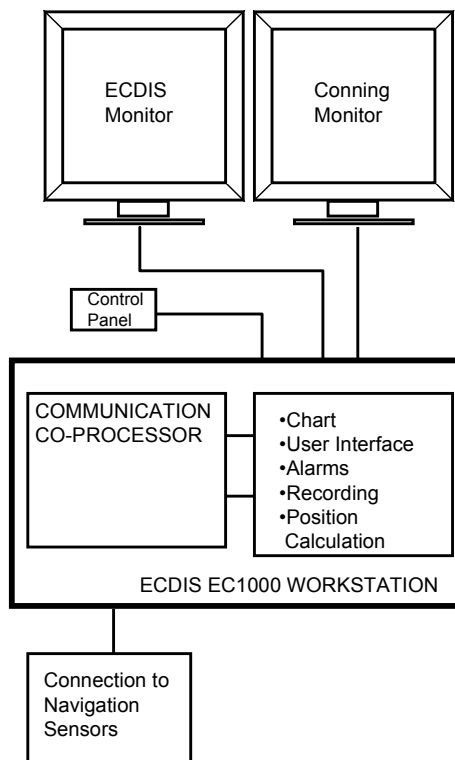 ECDIS
Monitor
Conning
Monitor
Control
Panel
COMMUNICATION
CO-PROCESSOR
•Chart
•User Interface
•Alarms
•Recording
•Position
Calculation
ECDIS EC1000 WORKSTATION
Connection to
Navigation
Sensors